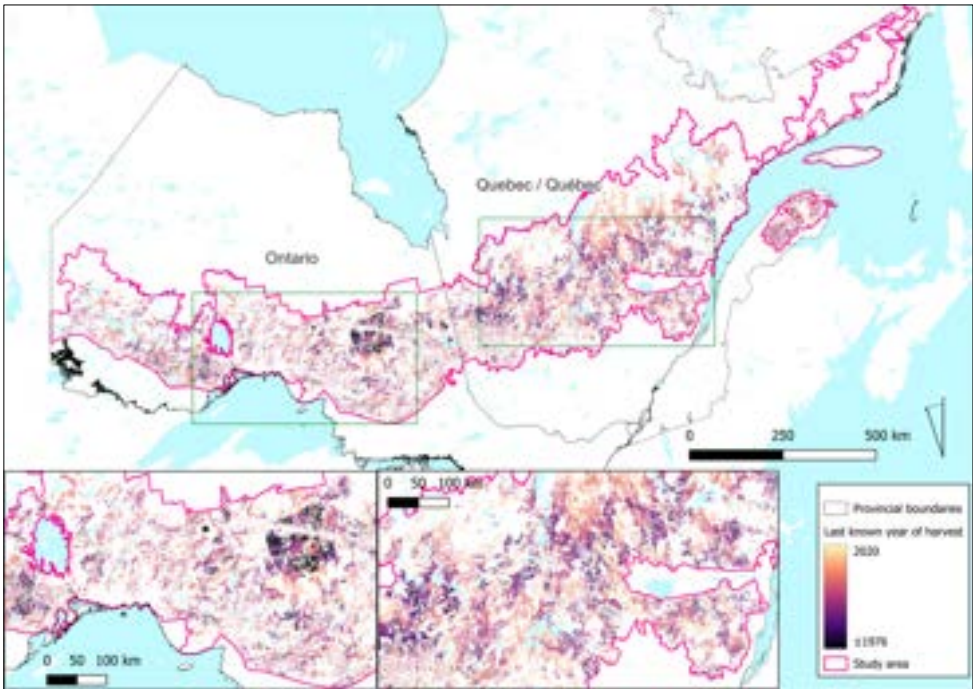 Quebec / Québec
Ontario
0 250 500 km
0 50 100 km
Provincial boundaries
Last known year of harvest
2020
≤1976
Study area
0 50 100 km